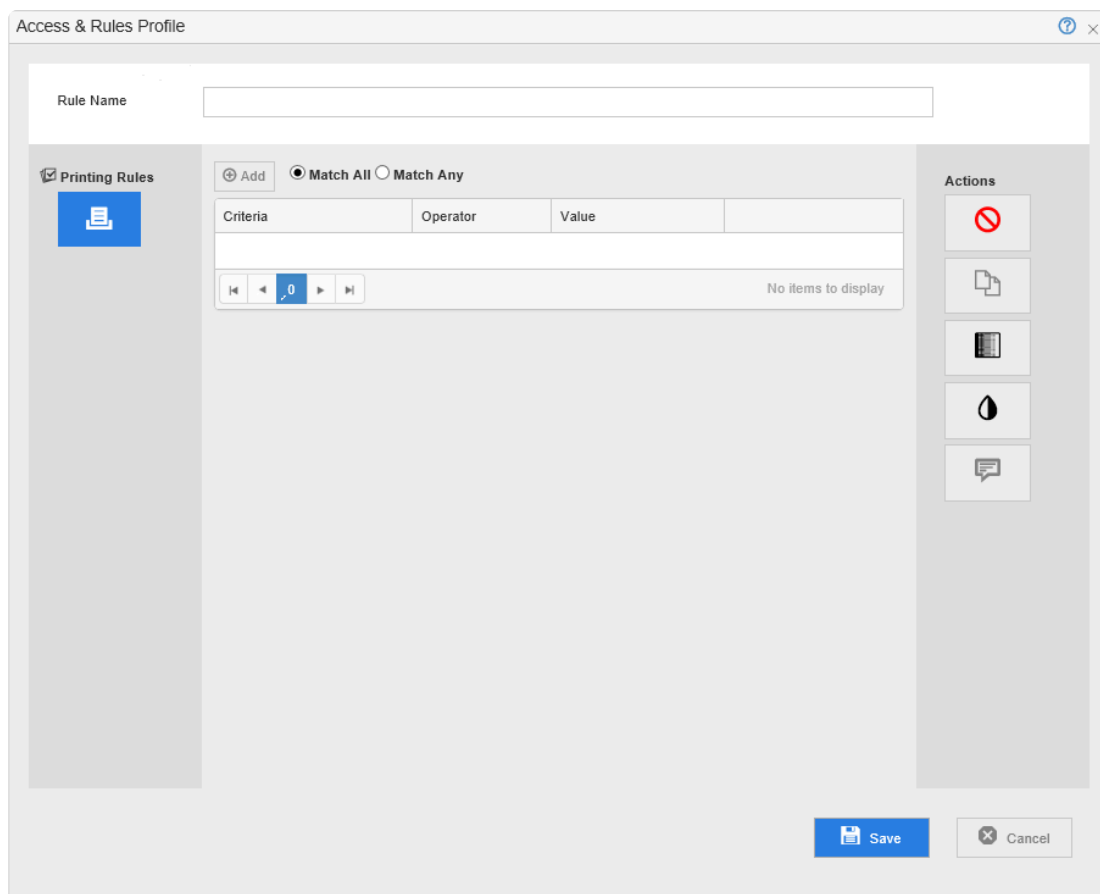 Access & Rules Profile
Rule Name
Printing Rules
Add Match All Match Any
Actions
Criteria Operator Value
0 No items to display
Save Cancel